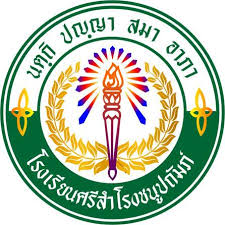 นตฺถิ ปญฺญา สมา อาภา
โรงเรียนศรีสำโรงชนูปถัมภ์